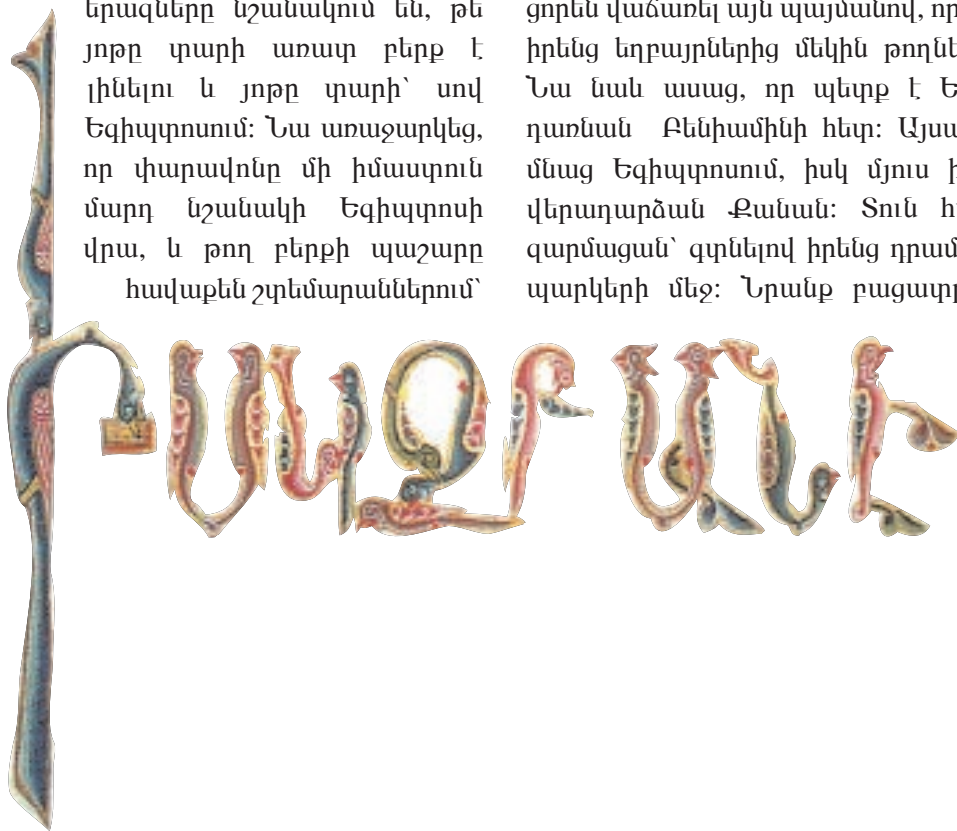 երազները նշանակում են, թե
յոթը տարի առատ բերք է
լինելու և յոթը տարի՝ սով
Եգիպտոսում: Նա առաջարկեց,
որ փարավոնը մի իմաստուն
մարդ նշանակի Եգիպտոսի
վրա, և թող բերքի պաշարը
հավաքեն շտեմարաններում՝
ցորեն վաճառել այն պայմանով, որ
իրենց եղբայրներից մեկին թողնե
Նա նաև ասաց, որ պետք է Ե
դառնան Բենիամինի հետ: Այսպ
մնաց Եգիպտոսում, իսկ մյուս
վերադարձան Քանան: Տուն
զարմացան՝ գտնելով իրենց դրամ
պարկերի մեջ: Նրանք բացատր